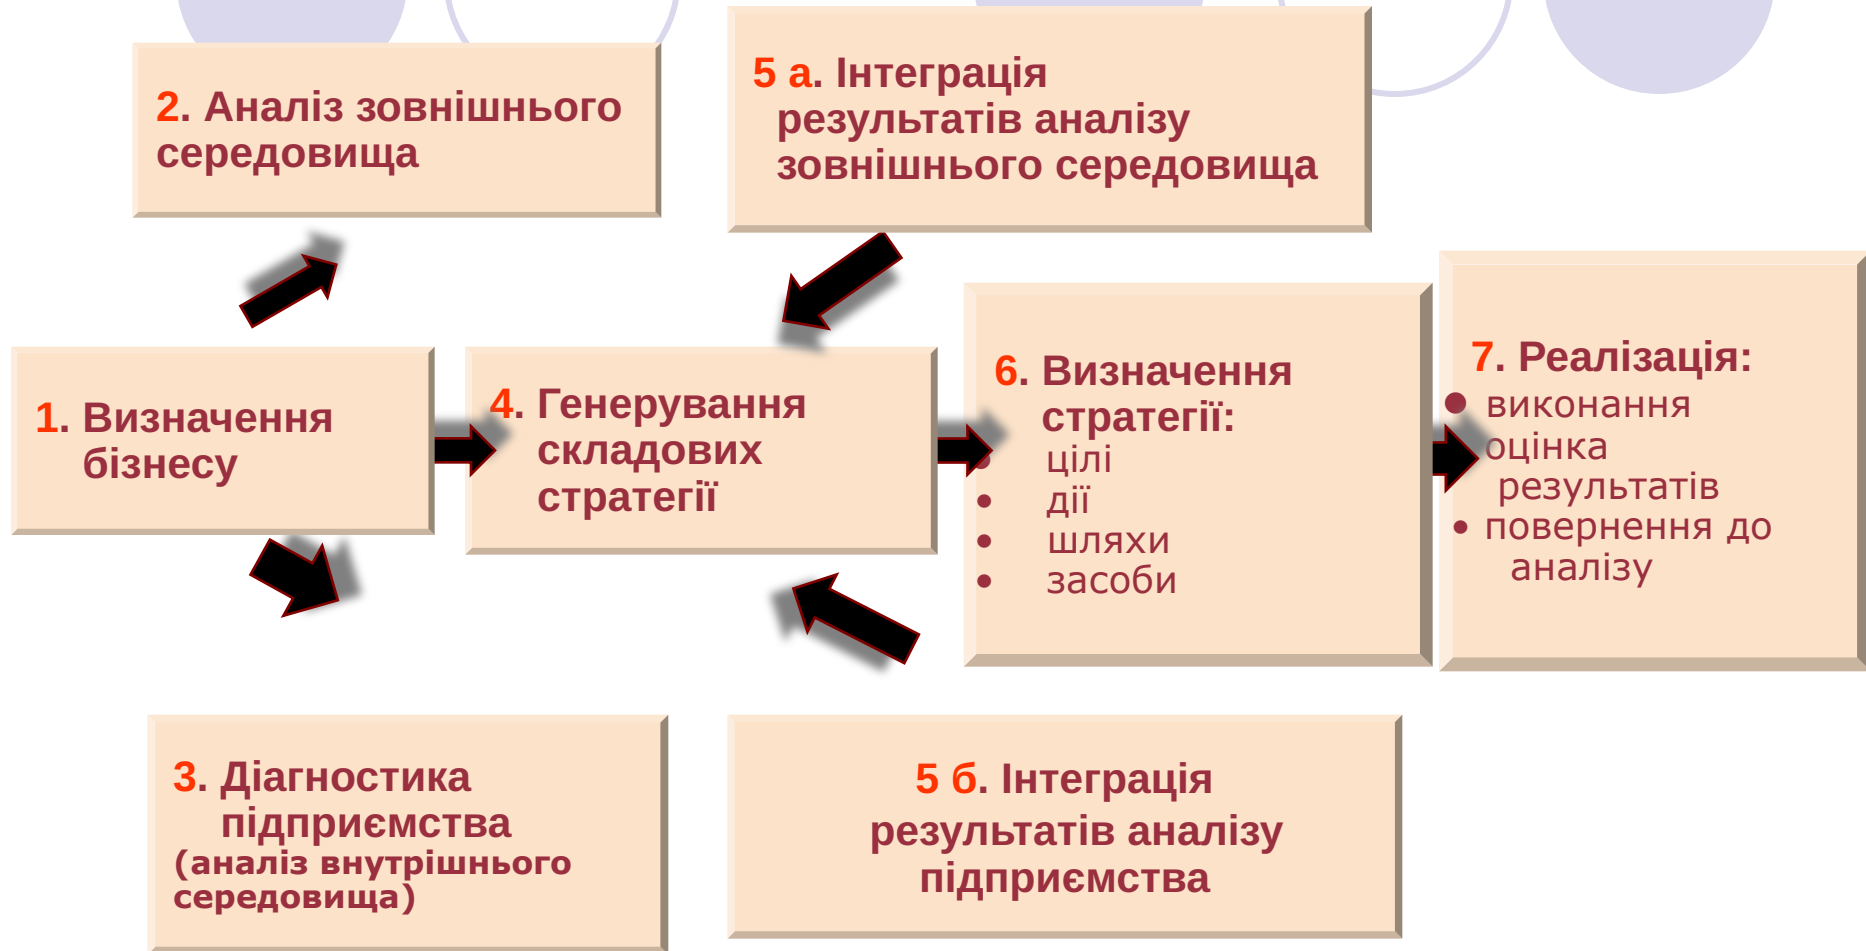 2. Аналіз зовнішнього
середовища
5 а. Інтеграція
результатів аналізу
зовнішнього середовища
1. Визначення
бізнесу
4. Генерування
складових
стратегії
6. Визначення
стратегії:
• цілі
• дії
• шляхи
• засоби
7. Реалізація:
• виконання
оцінка
результатів
• повернення до
аналізу
3. Діагностика
підприємства
(аналіз внутрішнього
середовища)
5 б. Інтеграція
результатів аналізу
підприємства